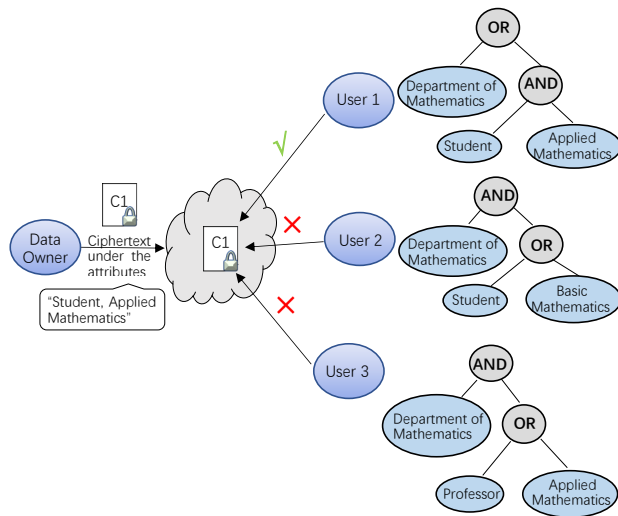 OR
Department of
Mathematics
AND
Student
Applied
Mathematics
User 1
√
C1
Ciphertext
under the
attributes
Data
Owner
"Student, Applied
Mathematics"
C1
User 2
AND
Department of
Mathematics
OR
Student
Basic
Mathematics
User 3
AND
Department of
Mathematics
OR
Professor
Applied
Mathematics